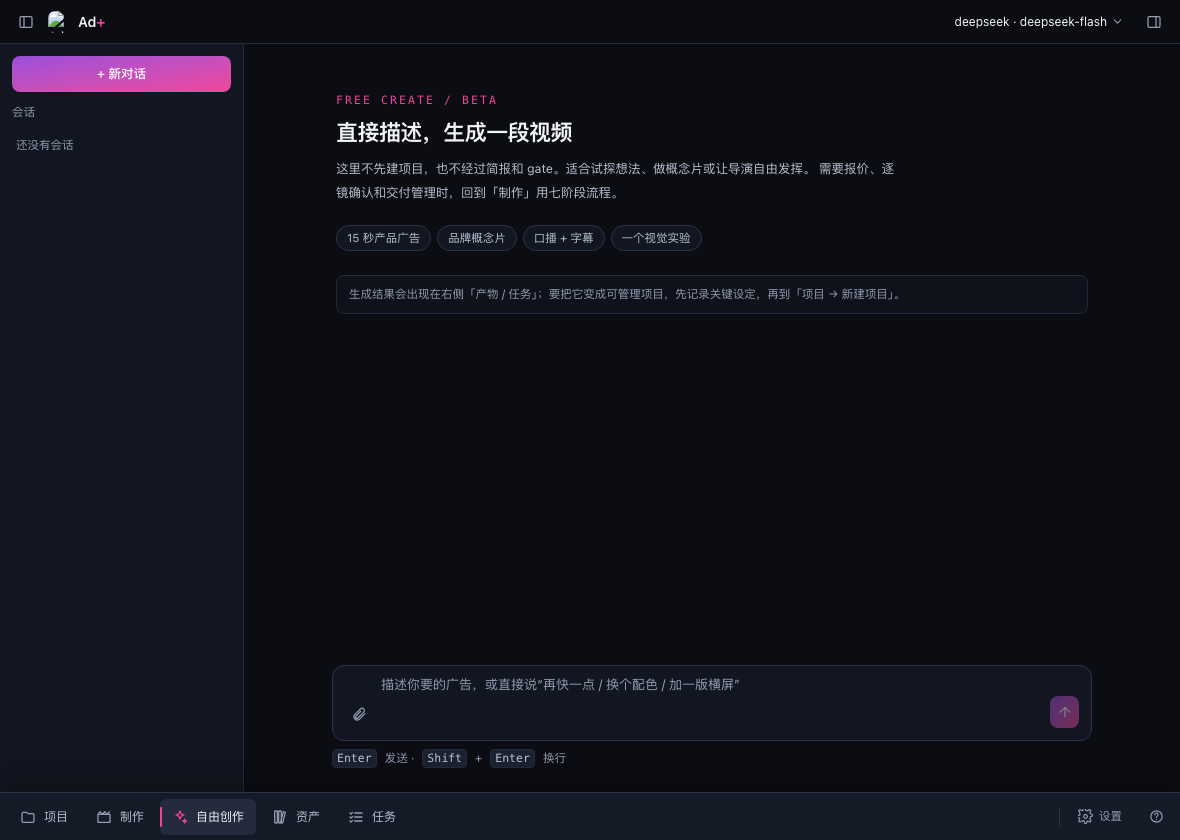 Ad+
deepseek · deepseek-flash
+ 新对话
会话
还没有会话
FREE CREATE / BETA
直接描述，生成一段视频
这里不先建项目，也不经过简报和 gate。适合试探想法、做概念片或让导演自由发挥。 需要报价、逐
镜确认和交付管理时，回到「制作」用七阶段流程。
15 秒产品广告
品牌概念片
口播 + 字幕
一个视觉实验
生成结果会出现在右侧「产物 / 任务」；要把它变成可管理项目，先记录关键设定，再到「项目 → 新建项目」。
描述你要的广告，或直接说“再快一点 / 换个配色 / 加一版横屏”
Enter 发送 · Shift + Enter 换行
项目
制作
自由创作
资产
任务
设置